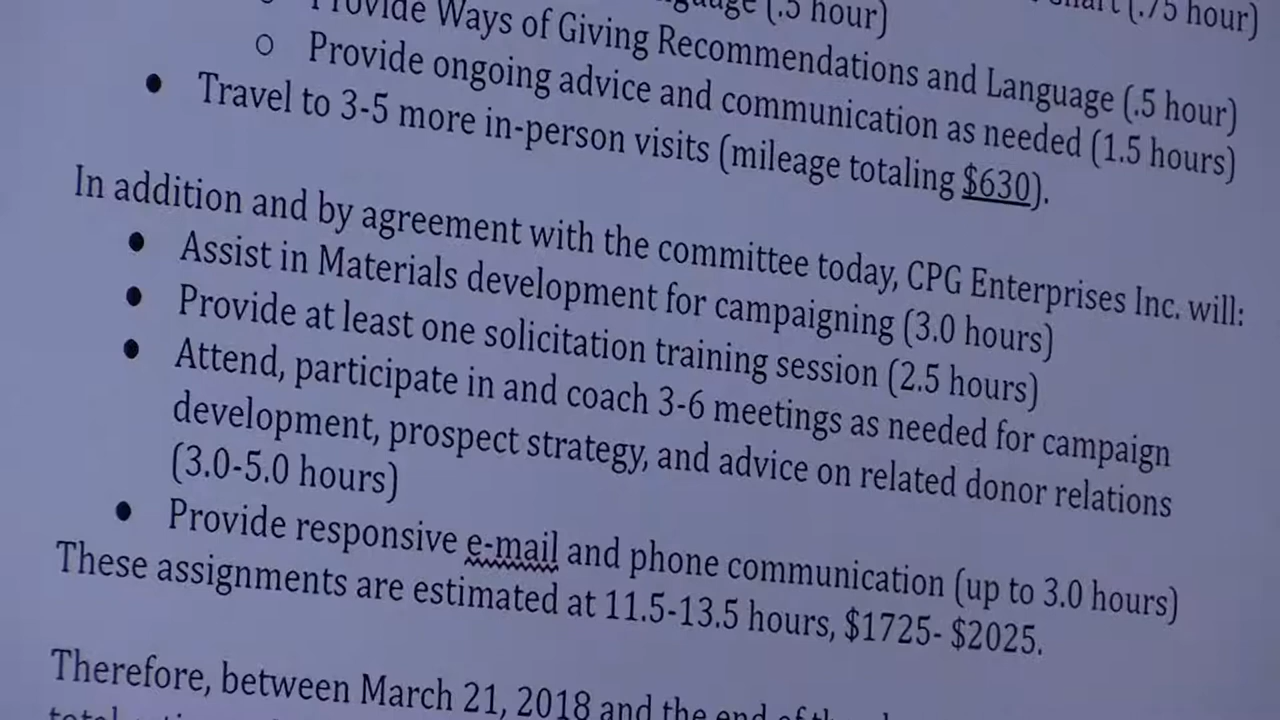 (.5 hour) (.75 hour)
Provide Ways of Giving Recommendations and Language (.5 hour)
○ Provide ongoing advice and communication as needed (1.5 hours)
● Travel to 3-5 more in-person visits (mileage totaling $630).
In addition and by agreement with the committee today, CPG Enterprises Inc. will:
● Assist in Materials development for campaigning (3.0 hours)
● Provide at least one solicitation training session (2.5 hours)
● Attend, participate in and coach 3-6 meetings as needed for campaign
development, prospect strategy, and advice on related donor relations
(3.0-5.0 hours)
● Provide responsive e-mail and phone communication (up to 3.0 hours)
These assignments are estimated at 11.5-13.5 hours, $1725- $2025.
Therefore, between March 21, 2018 and the end of